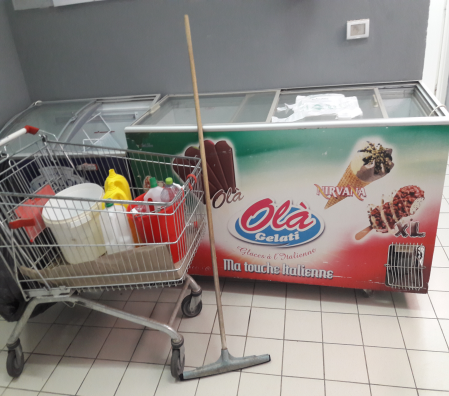 Olà
NIRVANA
Olà
Gelati
Glaces à l'Italienne
XL
Ma touche italienne